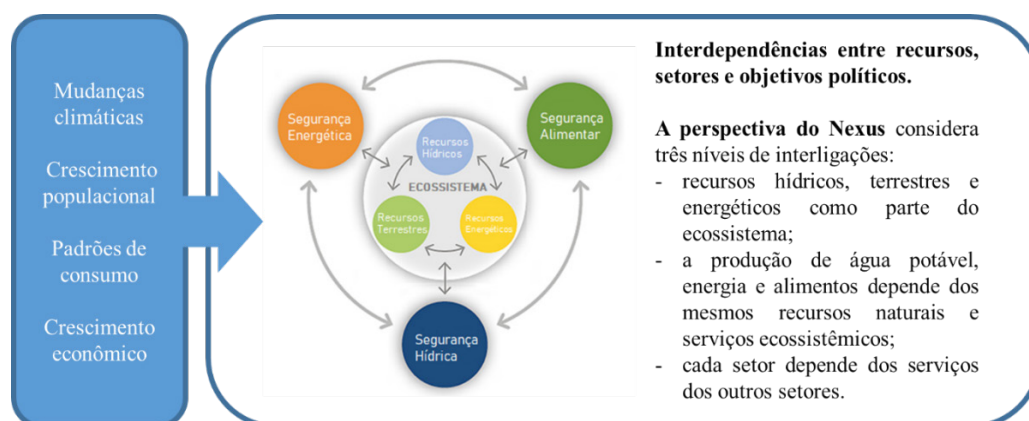 Mudanças
climáticas
Crescimento
populacional
Padrões de
consumo
Crescimento
econômico
Segurança
Energética
Segurança
Alimentar
Recursos
Hídricos
ECOSSISTEMA
Recursos
Terrestres
Recursos
Energéticos
Segurança
Hídrica
Interdependências entre recursos,
setores e objetivos políticos.
A perspectiva do Nexus considera
três níveis de interligações:
- recursos hídricos, terrestres e
energéticos como parte do
ecossistema;
- a produção de água potável,
energia e alimentos depende dos
mesmos recursos naturais e
serviços ecossistêmicos;
- cada setor depende dos serviços
dos outros setores.